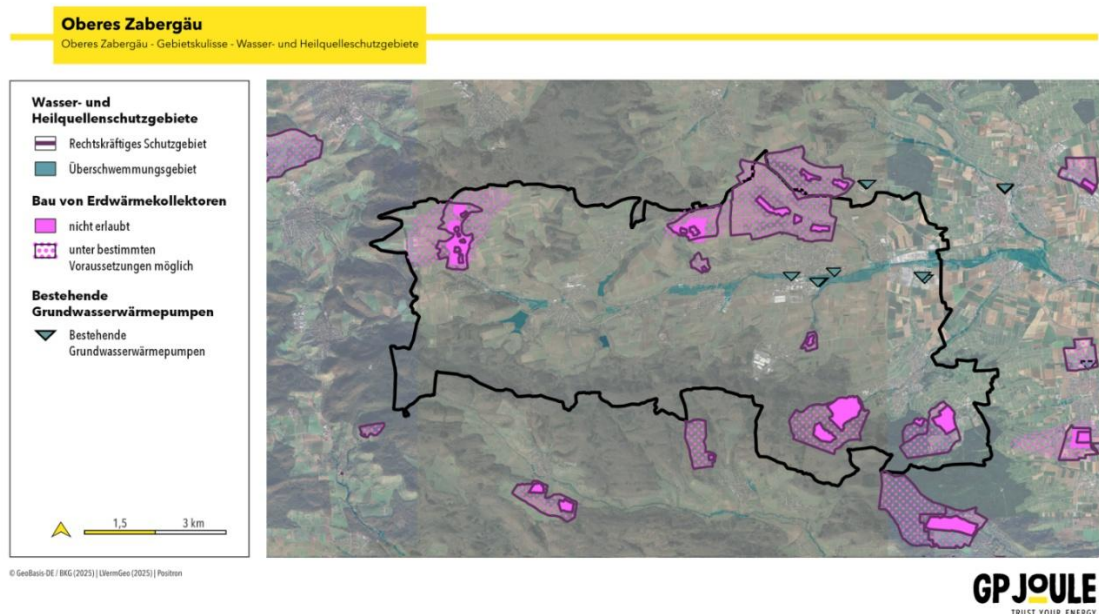 Oberes Zabergäu
Oberes Zabergäu - Gebietskulisse - Wasser- und Heilquelleschutzgebiete
Wasser- und
Heilquellenschutzgebiete
Rechtskräftiges Schutzgebiet
Überschwemmungsgebiet
Bau von Erdwärmekollektoren
nicht erlaubt
unter bestimmten
Voraussetzungen möglich
Bestehende
Grundwasserwärmepumpen
Bestehende
Grundwasserwärmepumpen
1,5 3 km
© GeoBasis-DE / BKG (2025) | LVermGeo (2025) | Positron
GP JOULE
TRUST YOUR ENERGY